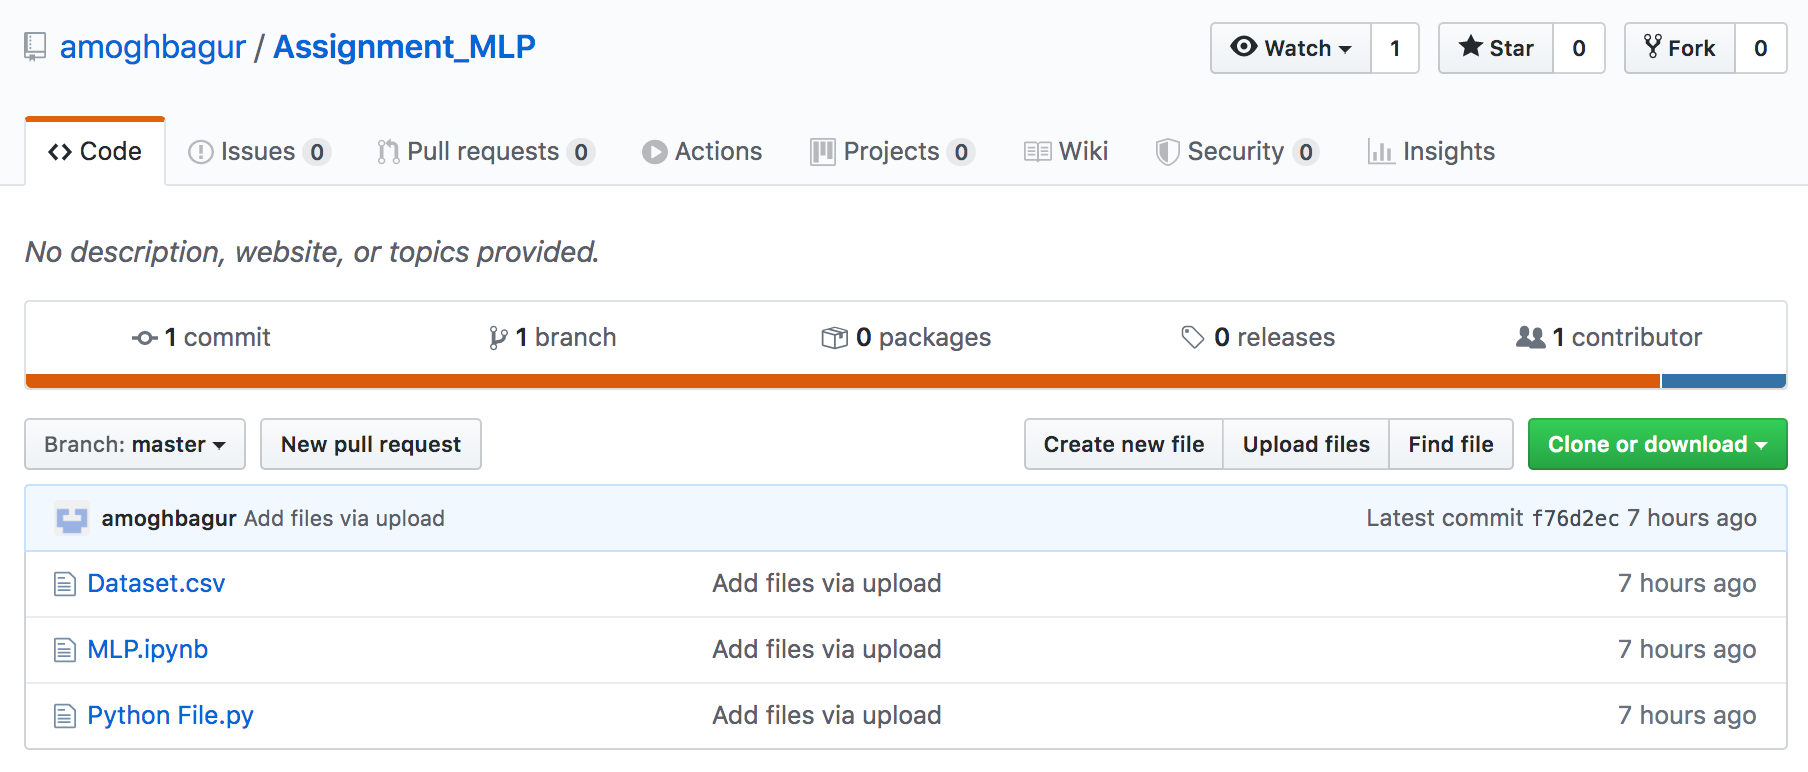 amoghbagur / Assignment_MLP
Watch 1 Star 0 Fork 0
Code Issues 0 Pull requests 0 Actions Projects 0 Wiki Security 0 Insights
No description, website, or topics provided.
1 commit 1 branch 0 packages 0 releases 1 contributor
Branch: master New pull request Create new file Upload files Find file Clone or download
amoghbagur Add files via upload Latest commit f76d2ec 7 hours ago
Dataset.csv Add files via upload 7 hours ago
MLP.ipynb Add files via upload 7 hours ago
Python File.py Add files via upload 7 hours ago